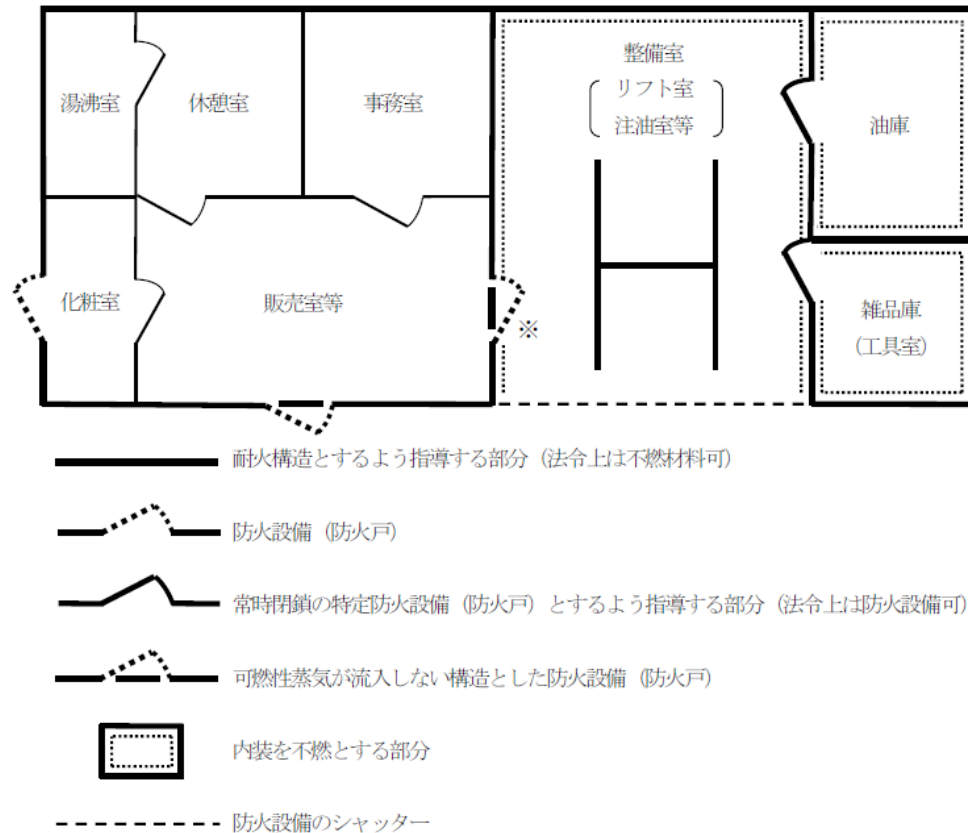 整備室
リフト室
注油室等
湯沸室
休憩室
事務室
油庫
化粧室
販売室等
※
雑品庫
（工具室）
耐火構造とするよう指導する部分（法令上は不燃材料可）
防火設備（防火戸）
常時閉鎖の特定防火設備（防火戸）とするよう指導する部分（法令上は防火設備可）
可燃性蒸気が流入しない構造とした防火設備（防火戸）
内装を不燃とする部分
防火設備のシャッター